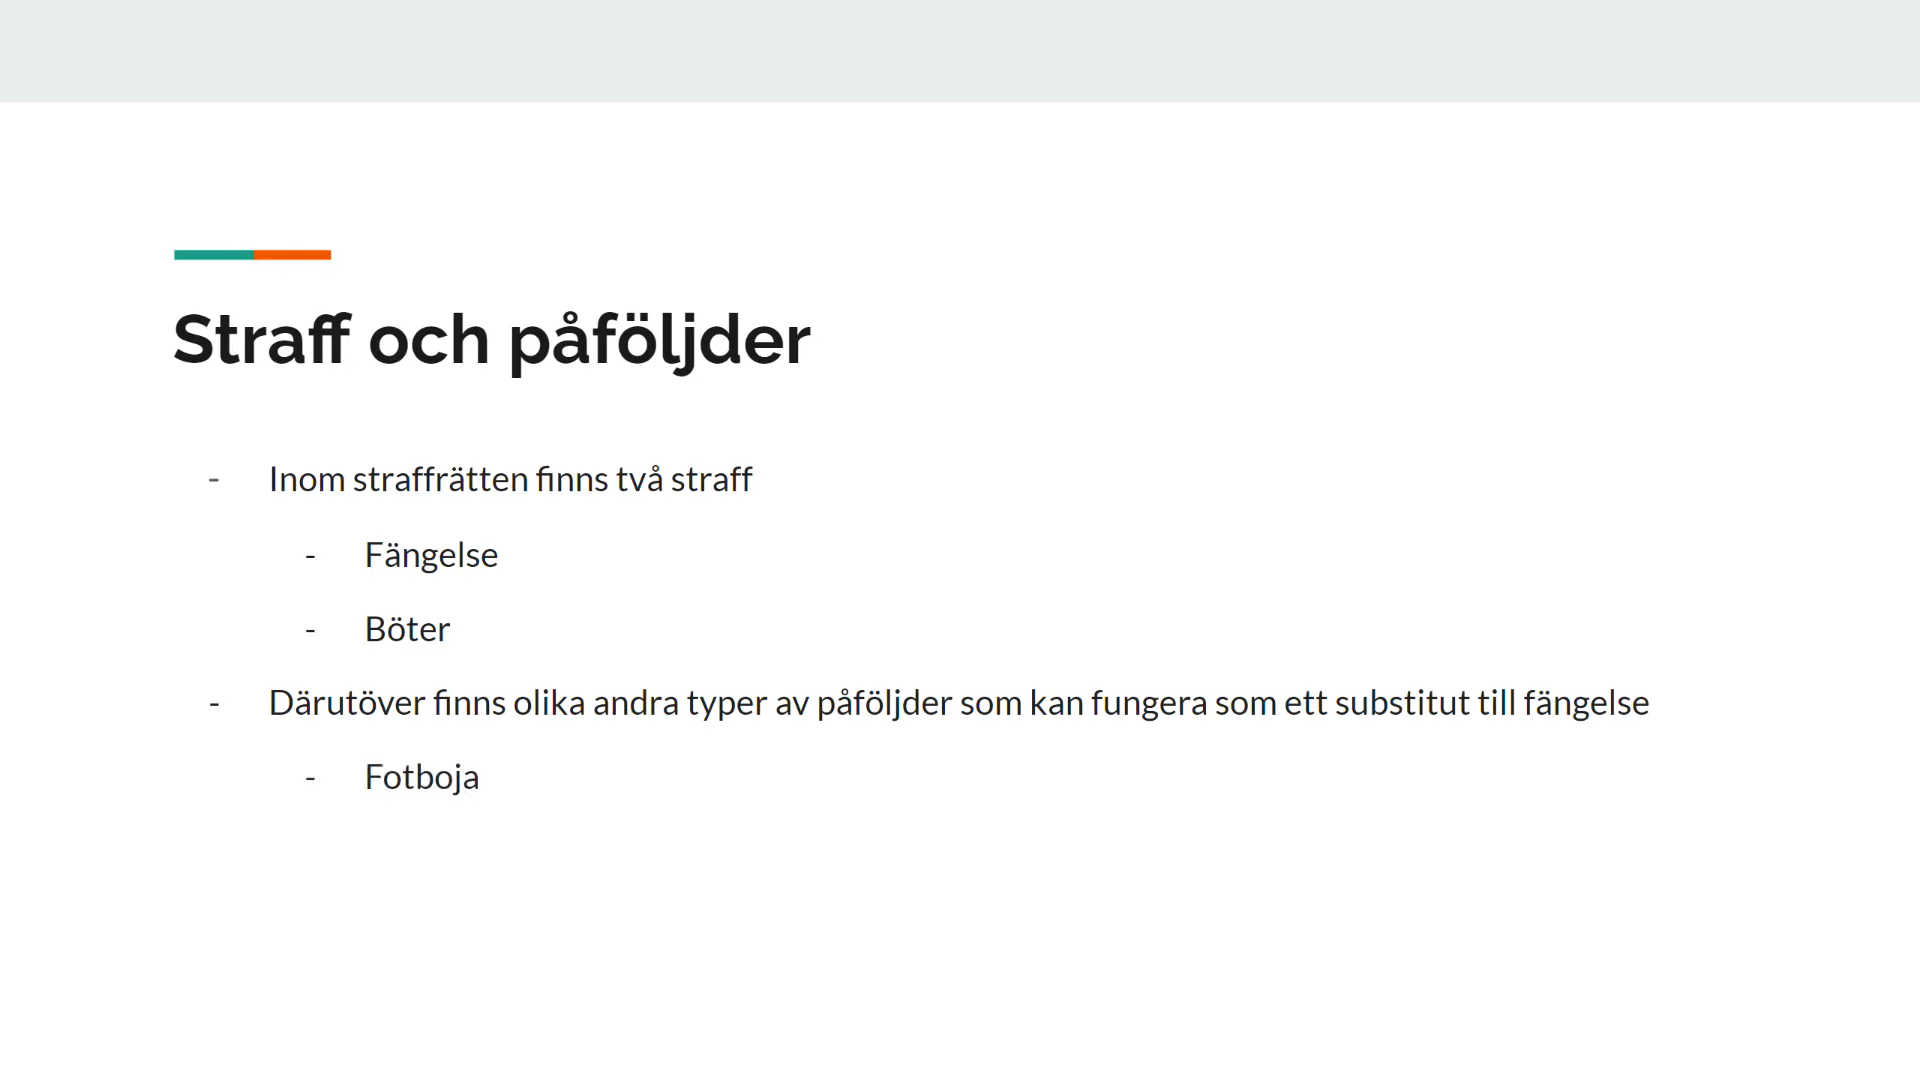 Straff och påföljder
- Inom straffrätten finns två straff
- Fängelse
- Böter
- Därutöver finns olika andra typer av påföljder som kan fungera som ett substitut till fängelse
- Fotboja